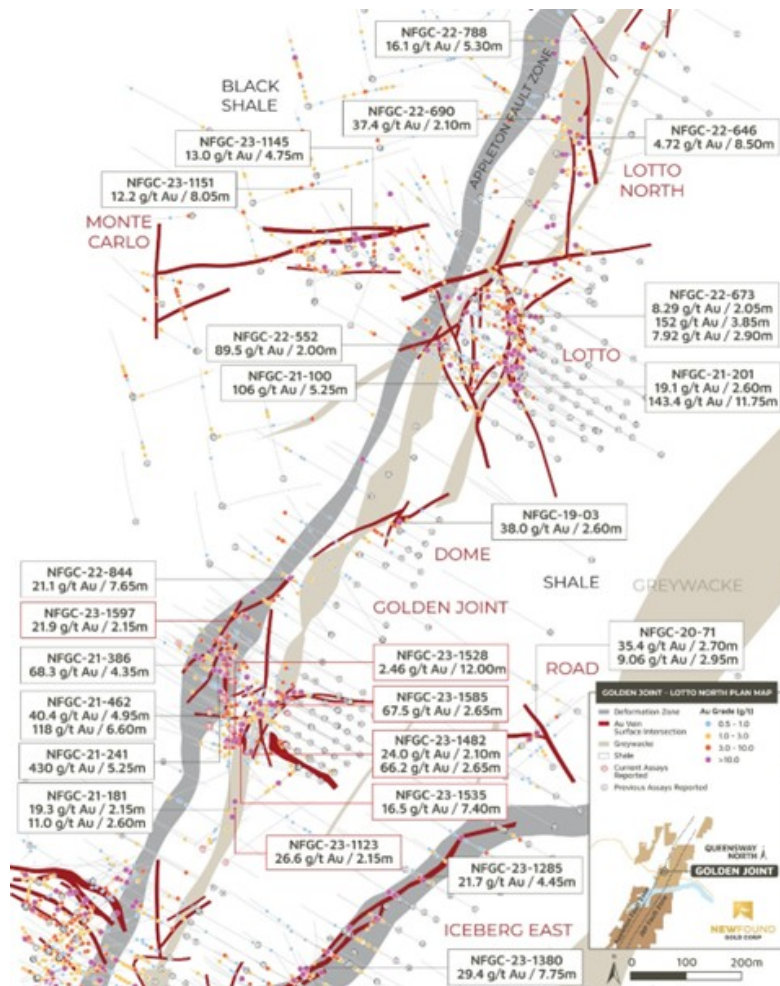 NFGC-22-788
16.1 g/t Au / 5.30m
BLACK
SHALE
APPLETON FAULT ZONE
NFGC-22-690
37.4 g/t Au / 2.10m
NFGC-23-1145
13.0 g/t Au / 4.75m
NFGC-22-646
4.72 g/t Au / 8.50m
NFGC-23-1151
12.2 g/t Au / 8.05m
LOTTO
NORTH
MONTE
CARLO
NFGC-22-673
8.29 g/t Au / 2.05m
152 g/t Au / 3.85m
7.92 g/t Au / 2.90m
NFGC-22-552
89.5 g/t Au / 2.00m
LOTTO
NFGC-21-100
106 g/t Au / 5.25m
NFGC-21-201
19.1 g/t Au / 2.60m
143.4 g/t Au / 11.75m
NFGC-19-03
38.0 g/t Au / 2.60m
DOME
SHALE
GREYWACKE
NFGC-22-844
21.1 g/t Au / 7.65m
GOLDEN JOINT
NFGC-23-1597
21.9 g/t Au / 2.15m
NFGC-20-71
35.4 g/t Au / 2.70m
9.06 g/t Au / 2.95m
NFGC-21-386
68.3 g/t Au / 4.35m
NFGC-23-1528
2.46 g/t Au / 12.00m
ROAD
NFGC-21-462
40.4 g/t Au / 4.95m
118 g/t Au / 6.60m
NFGC-23-1585
67.5 g/t Au / 2.65m
NFGC-21-241
430 g/t Au / 5.25m
NFGC-23-1482
24.0 g/t Au / 2.10m
66.2 g/t Au / 2.65m
NFGC-21-181
19.3 g/t Au / 2.15m
11.0 g/t Au / 2.60m
NFGC-23-1535
16.5 g/t Au / 7.40m
NFGC-23-1123
26.6 g/t Au / 2.15m
NFGC-23-1285
21.7 g/t Au / 4.45m
ICEBERG EAST
NFGC-23-1380
29.4 g/t Au / 7.75m
GOLDEN JOINT - LOTTO NORTH PLAN MAP
Deformation Zone
Au Vein
Surface Intersection
Greywacke
Shale
Current Assays
Reported
Previous Assays Reported
Au Grade (g/t)
0.5 - 1.0
1.0 - 3.0
3.0 - 10.0
>10.0
QUEENSWAY
NORTH
GOLDEN JOINT
NEWFOUND
GOLD CORP
N
0 100 200
metres